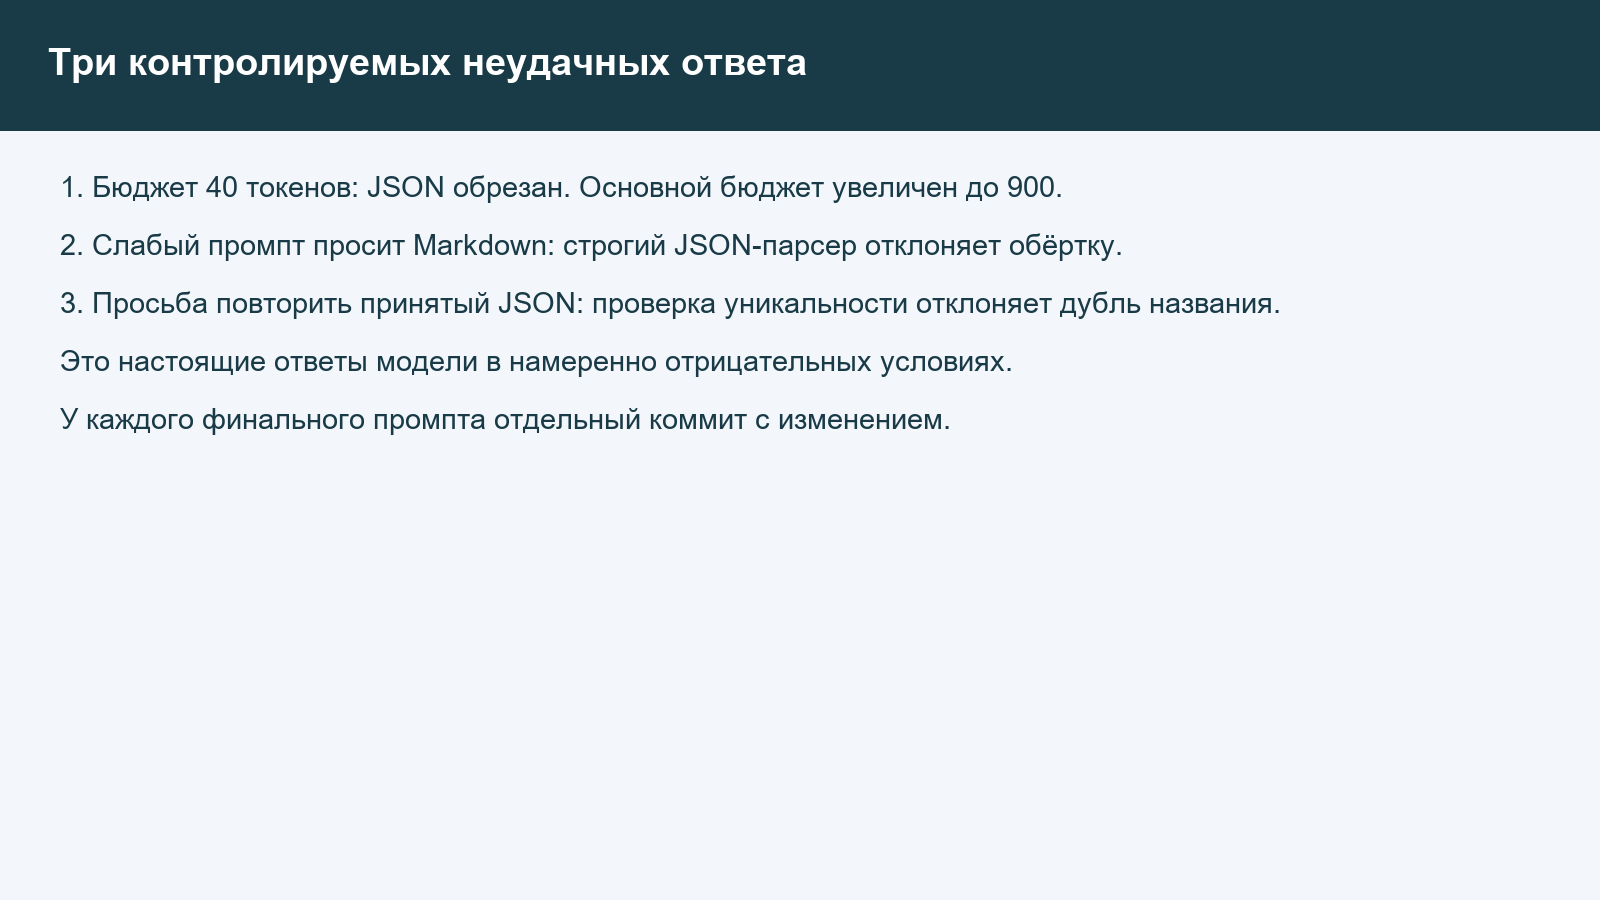 Три контролируемых неудачных ответа
1. Бюджет 40 токенов: JSON обрезан. Основной бюджет увеличен до 900.
2. Слабый промпт просит Markdown: строгий JSON-парсер отклоняет обёртку.
3. Просьба повторить принятый JSON: проверка уникальности отклоняет дубль названия.
Это настоящие ответы модели в намеренно отрицательных условиях.
У каждого финального промпта отдельный коммит с изменением.